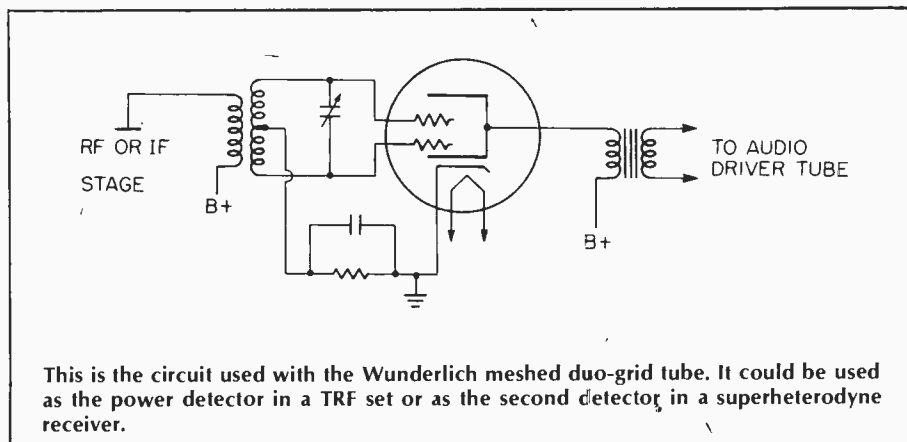 RF OR IF
STAGE
B+
TO AUDIO
DRIVER TUBE
B+
This is the circuit used with the Wunderlich meshed duo-grid tube. It could be used
as the power detector in a TRF set or as the second detector in a superheterodyne
receiver.